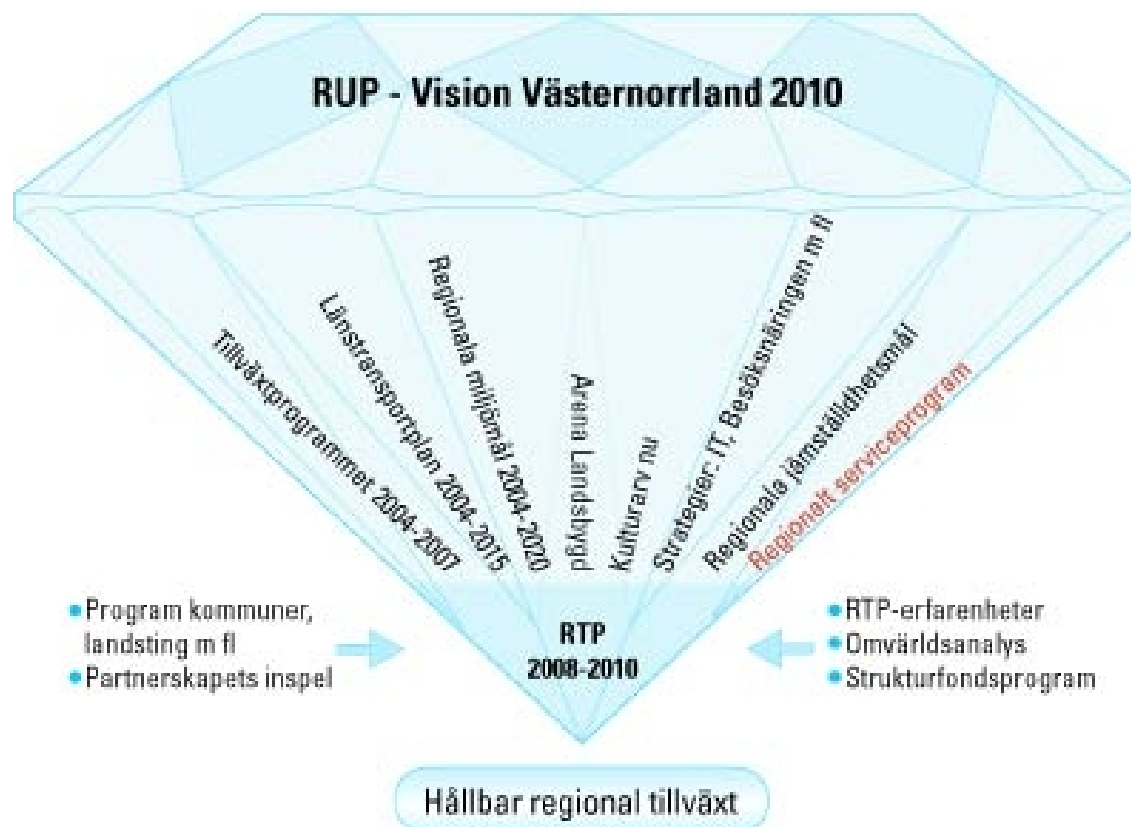 RUP - Vision Västernorrland 2010
Tillväxtprogrammet 2004-2007
Länstransportplan 2004-2015
Regionala miljömål 2004-2020
Arena Landsbygd
Kulturarv nu
Strategier: IT, Besöksnäringen m fl
Regionala jämställdhetsmål
Regionalt serviceprogram
• Program kommuner,
landsting m fl
• Partnerskapets inspel
RTP
2008-2010
• RTP-erfarenheter
• Omvärldsanalys
• Strukturfondsprogram
Hållbar regional tillväxt